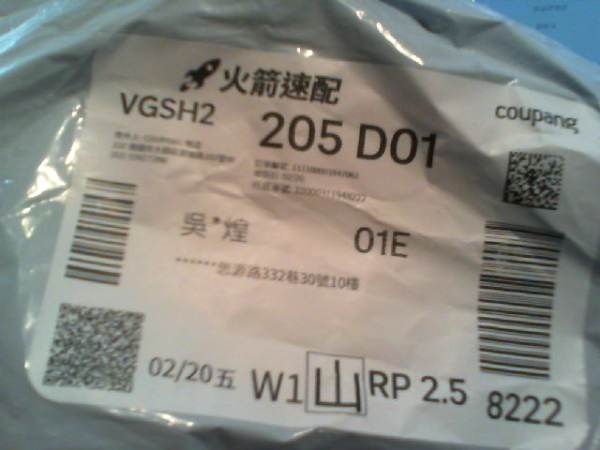 火箭速配
coupang
VGSH2
205 D01
吳*煌
01E
******思源路332巷30號10樓
02/20五
W1 山 RP 2.5
8222